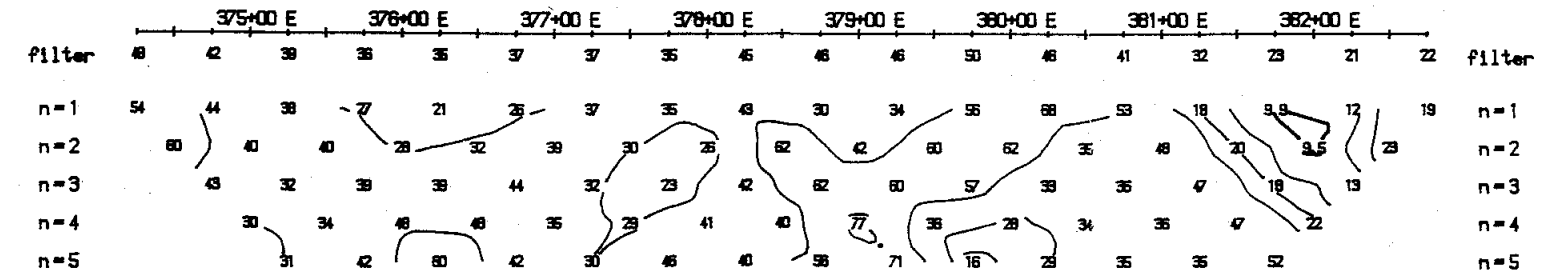 375+00 E 376+00 E 377+00 E 378+00 E 379+00 E 380+00 E 381+00 E 382+00 E
filter 48 42 39 36 36 37 37 35 45 46 46 50 46 41 32 23 21 22 filter
n=1 54 44 38 27 21 26 37 35 43 30 34 56 68 53 18 9.9 12 19 n=1
n=2 60 40 40 28 32 39 30 26 62 42 60 62 35 49 20 9.5 23 n=2
n=3 43 32 39 39 44 32 23 42 62 60 57 39 36 47 18 13 n=3
n=4 30 34 48 48 35 29 41 40 77 36 28 34 36 47 22 n=4
n=5 31 42 60 42 30 46 40 56 71 16 29 35 35 52 n=5